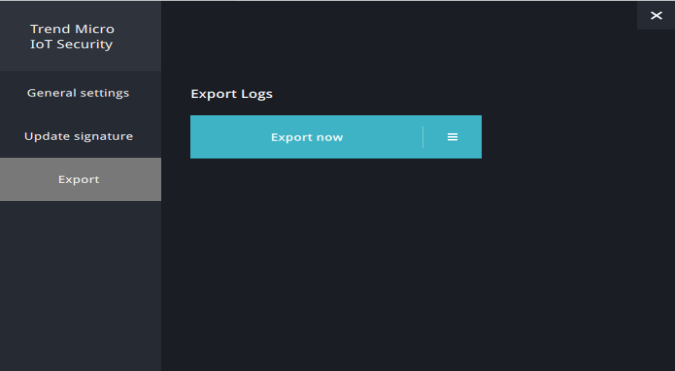 Trend Micro
IoT Security
General settings
Update signature
Export
Export Logs
Export now